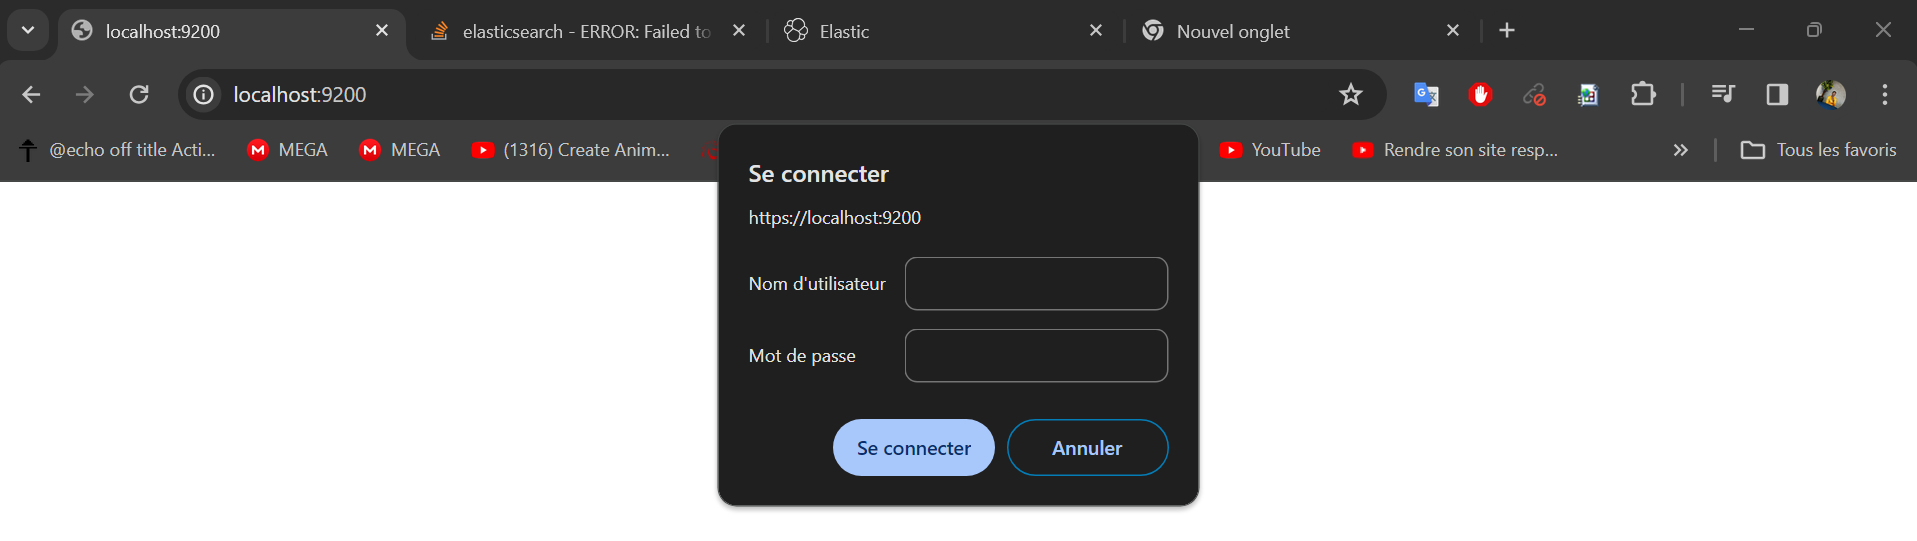 localhost:9200
elasticsearch - ERROR: Failed to
Elastic
Nouvel onglet
localhost:9200
@echo off title Acti...
MEGA
MEGA
(1316) Create Anim...
YouTube
Rendre son site resp...
Tous les favoris
Se connecter
https://localhost:9200
Nom d'utilisateur
Mot de passe
Se connecter
Annuler